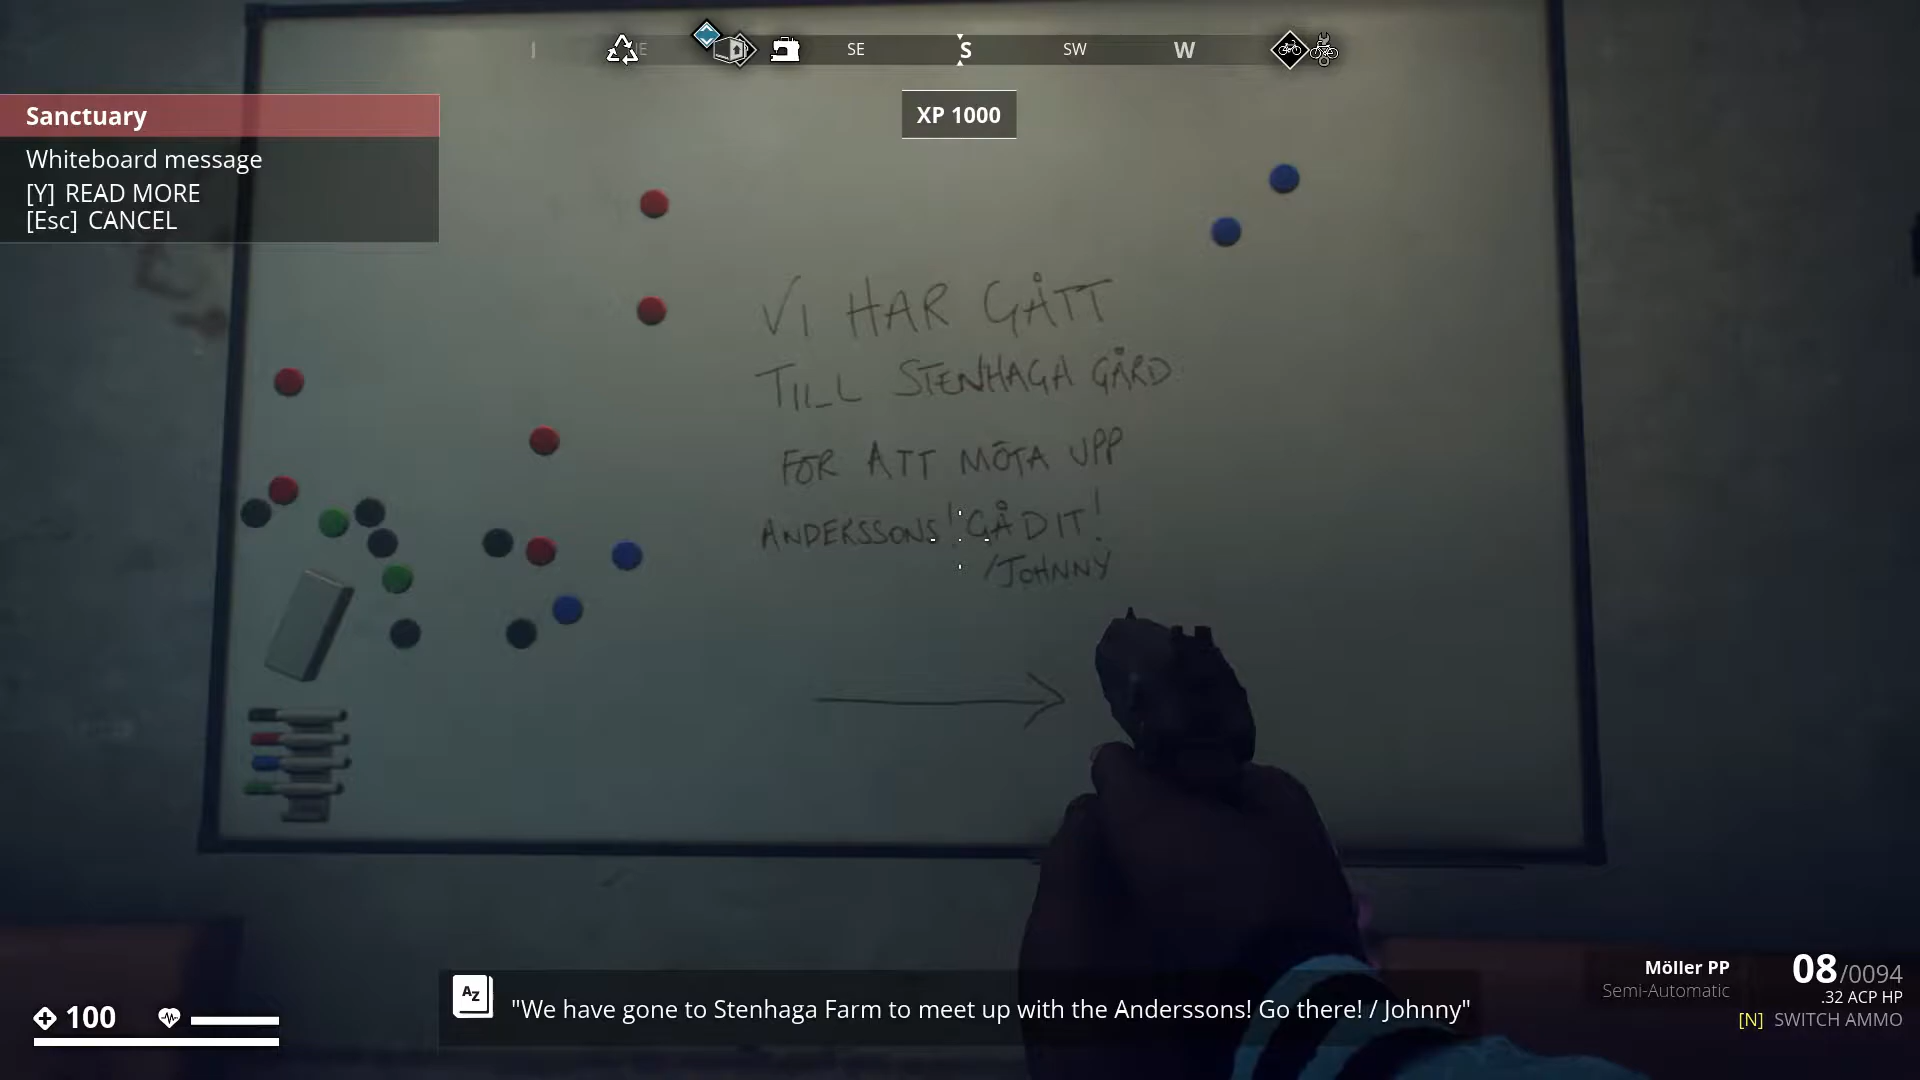 SE
S
SW
W
XP 1000
Sanctuary
Whiteboard message
[Y] READ MORE
[Esc] CANCEL
VI HAR GÅTT
TILL STENHAGA GÅRD
FÖR ATT MÖTA UPP
ANDERSSONS! GÅ DIT!
/JOHNNY
AZ
"We have gone to Stenhaga Farm to meet up with the Anderssons! Go there! / Johnny"
100
Möller PP
Semi-Automatic
08/0094
.32 ACP HP
[N] SWITCH AMMO